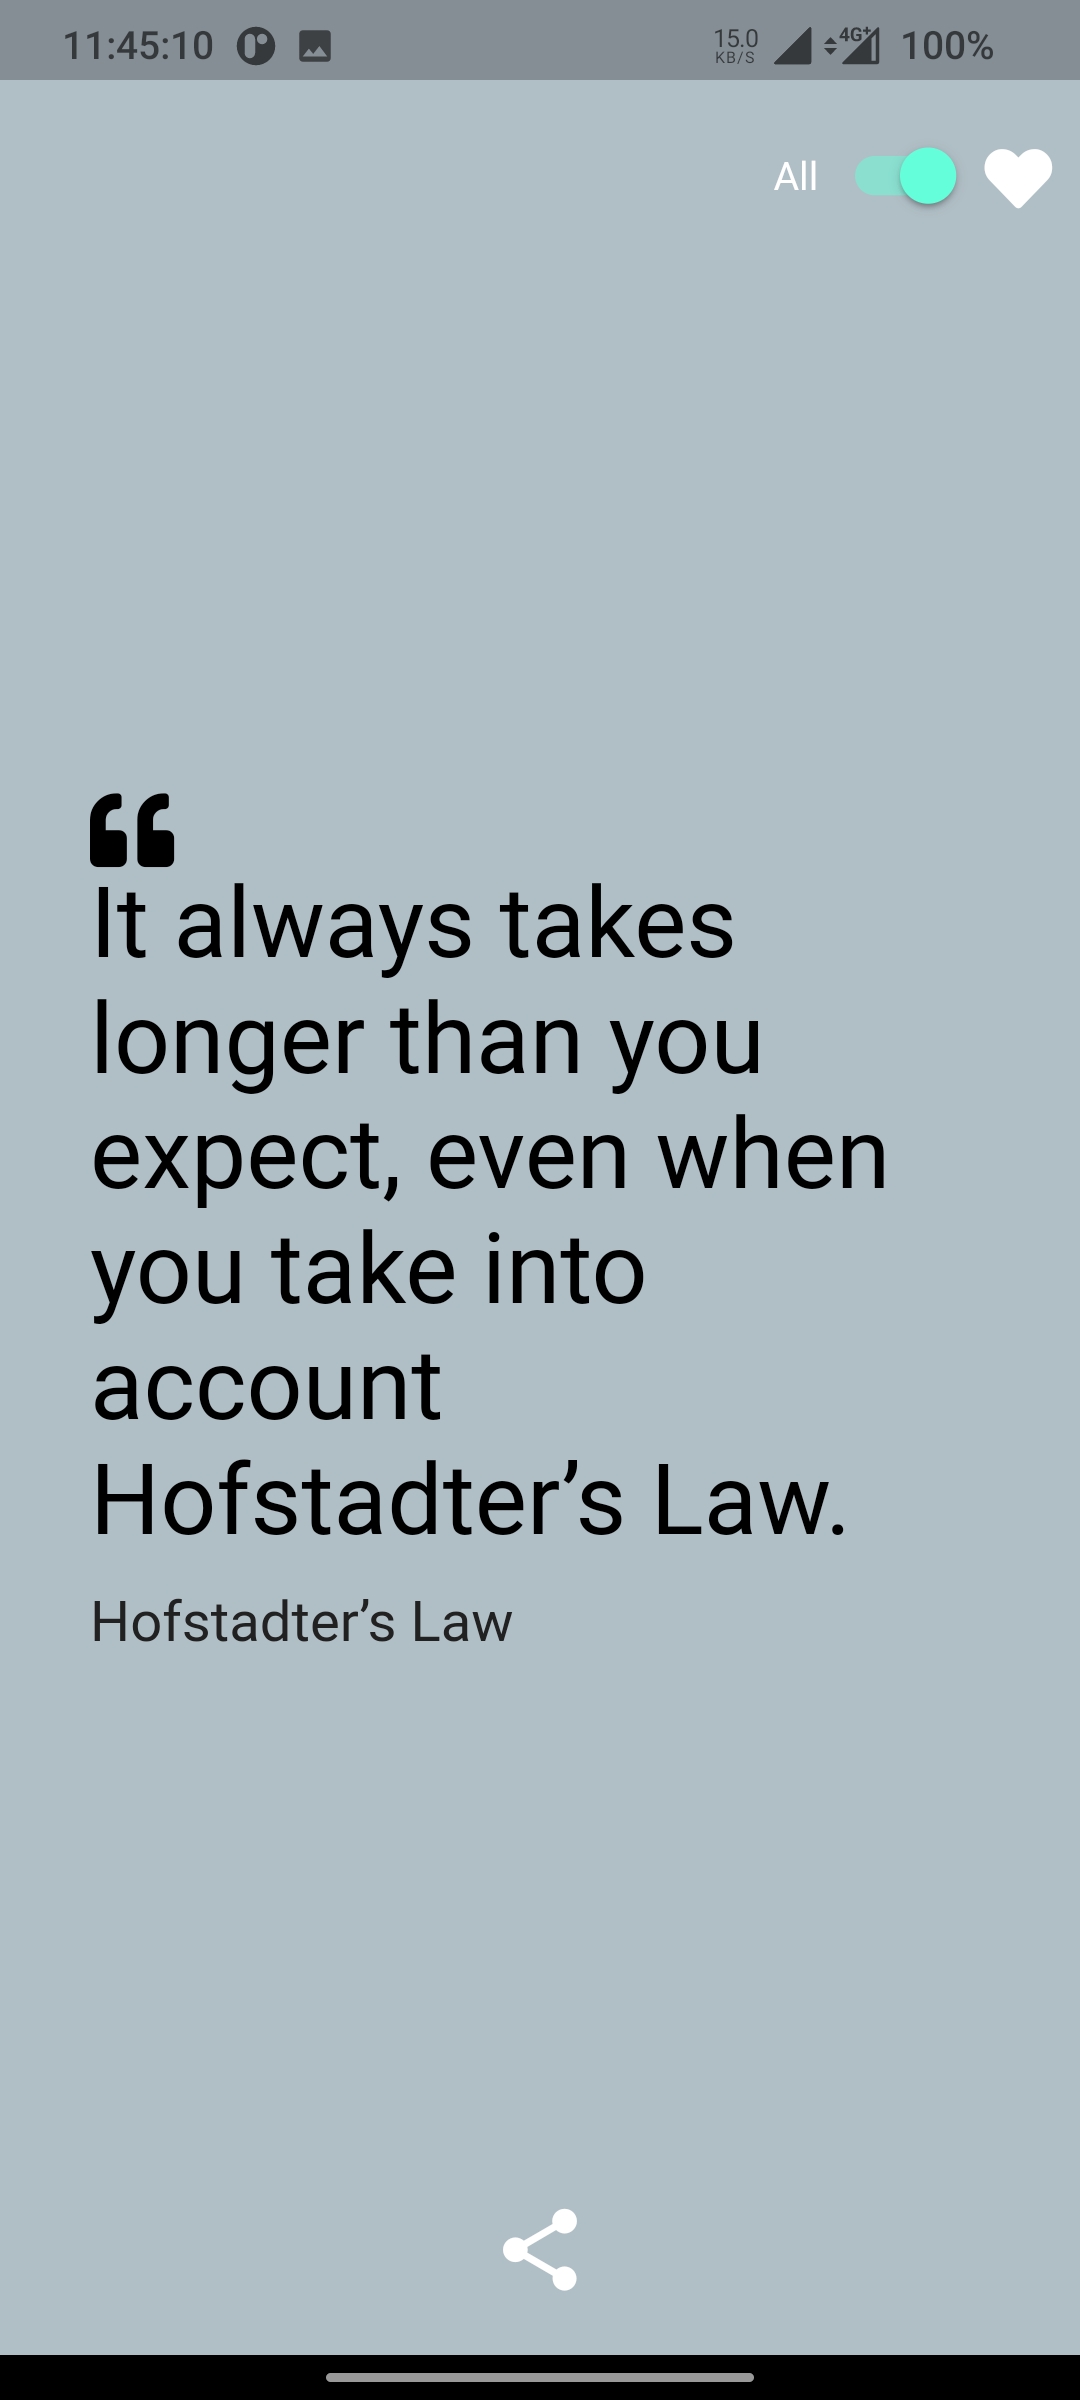 11:45:10 15.0 KB/S 4G+ 100%
All
It always takes
longer than you
expect, even when
you take into
account
Hofstadter’s Law.
Hofstadter’s Law